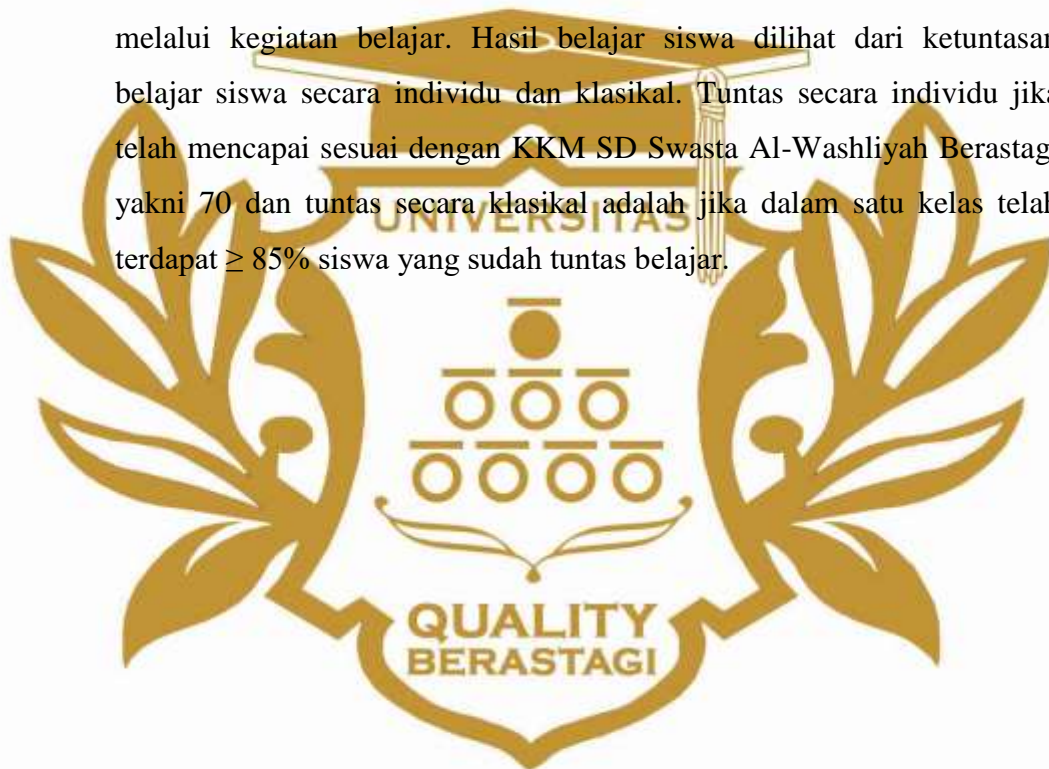 melalui kegiatan belajar. Hasil belajar siswa dilihat dari ketuntasan
belajar siswa secara individu dan klasikal. Tuntas secara individu jika
telah mencapai sesuai dengan KKM SD Swasta Al-Washliyah Berastagi
yakni 70 dan tuntas secara klasikal adalah jika dalam satu kelas telah
UNIVERSITAS
terdapat ≥ 85% siswa yang sudah tuntas belajar.
QUALITY
BERASTAGI